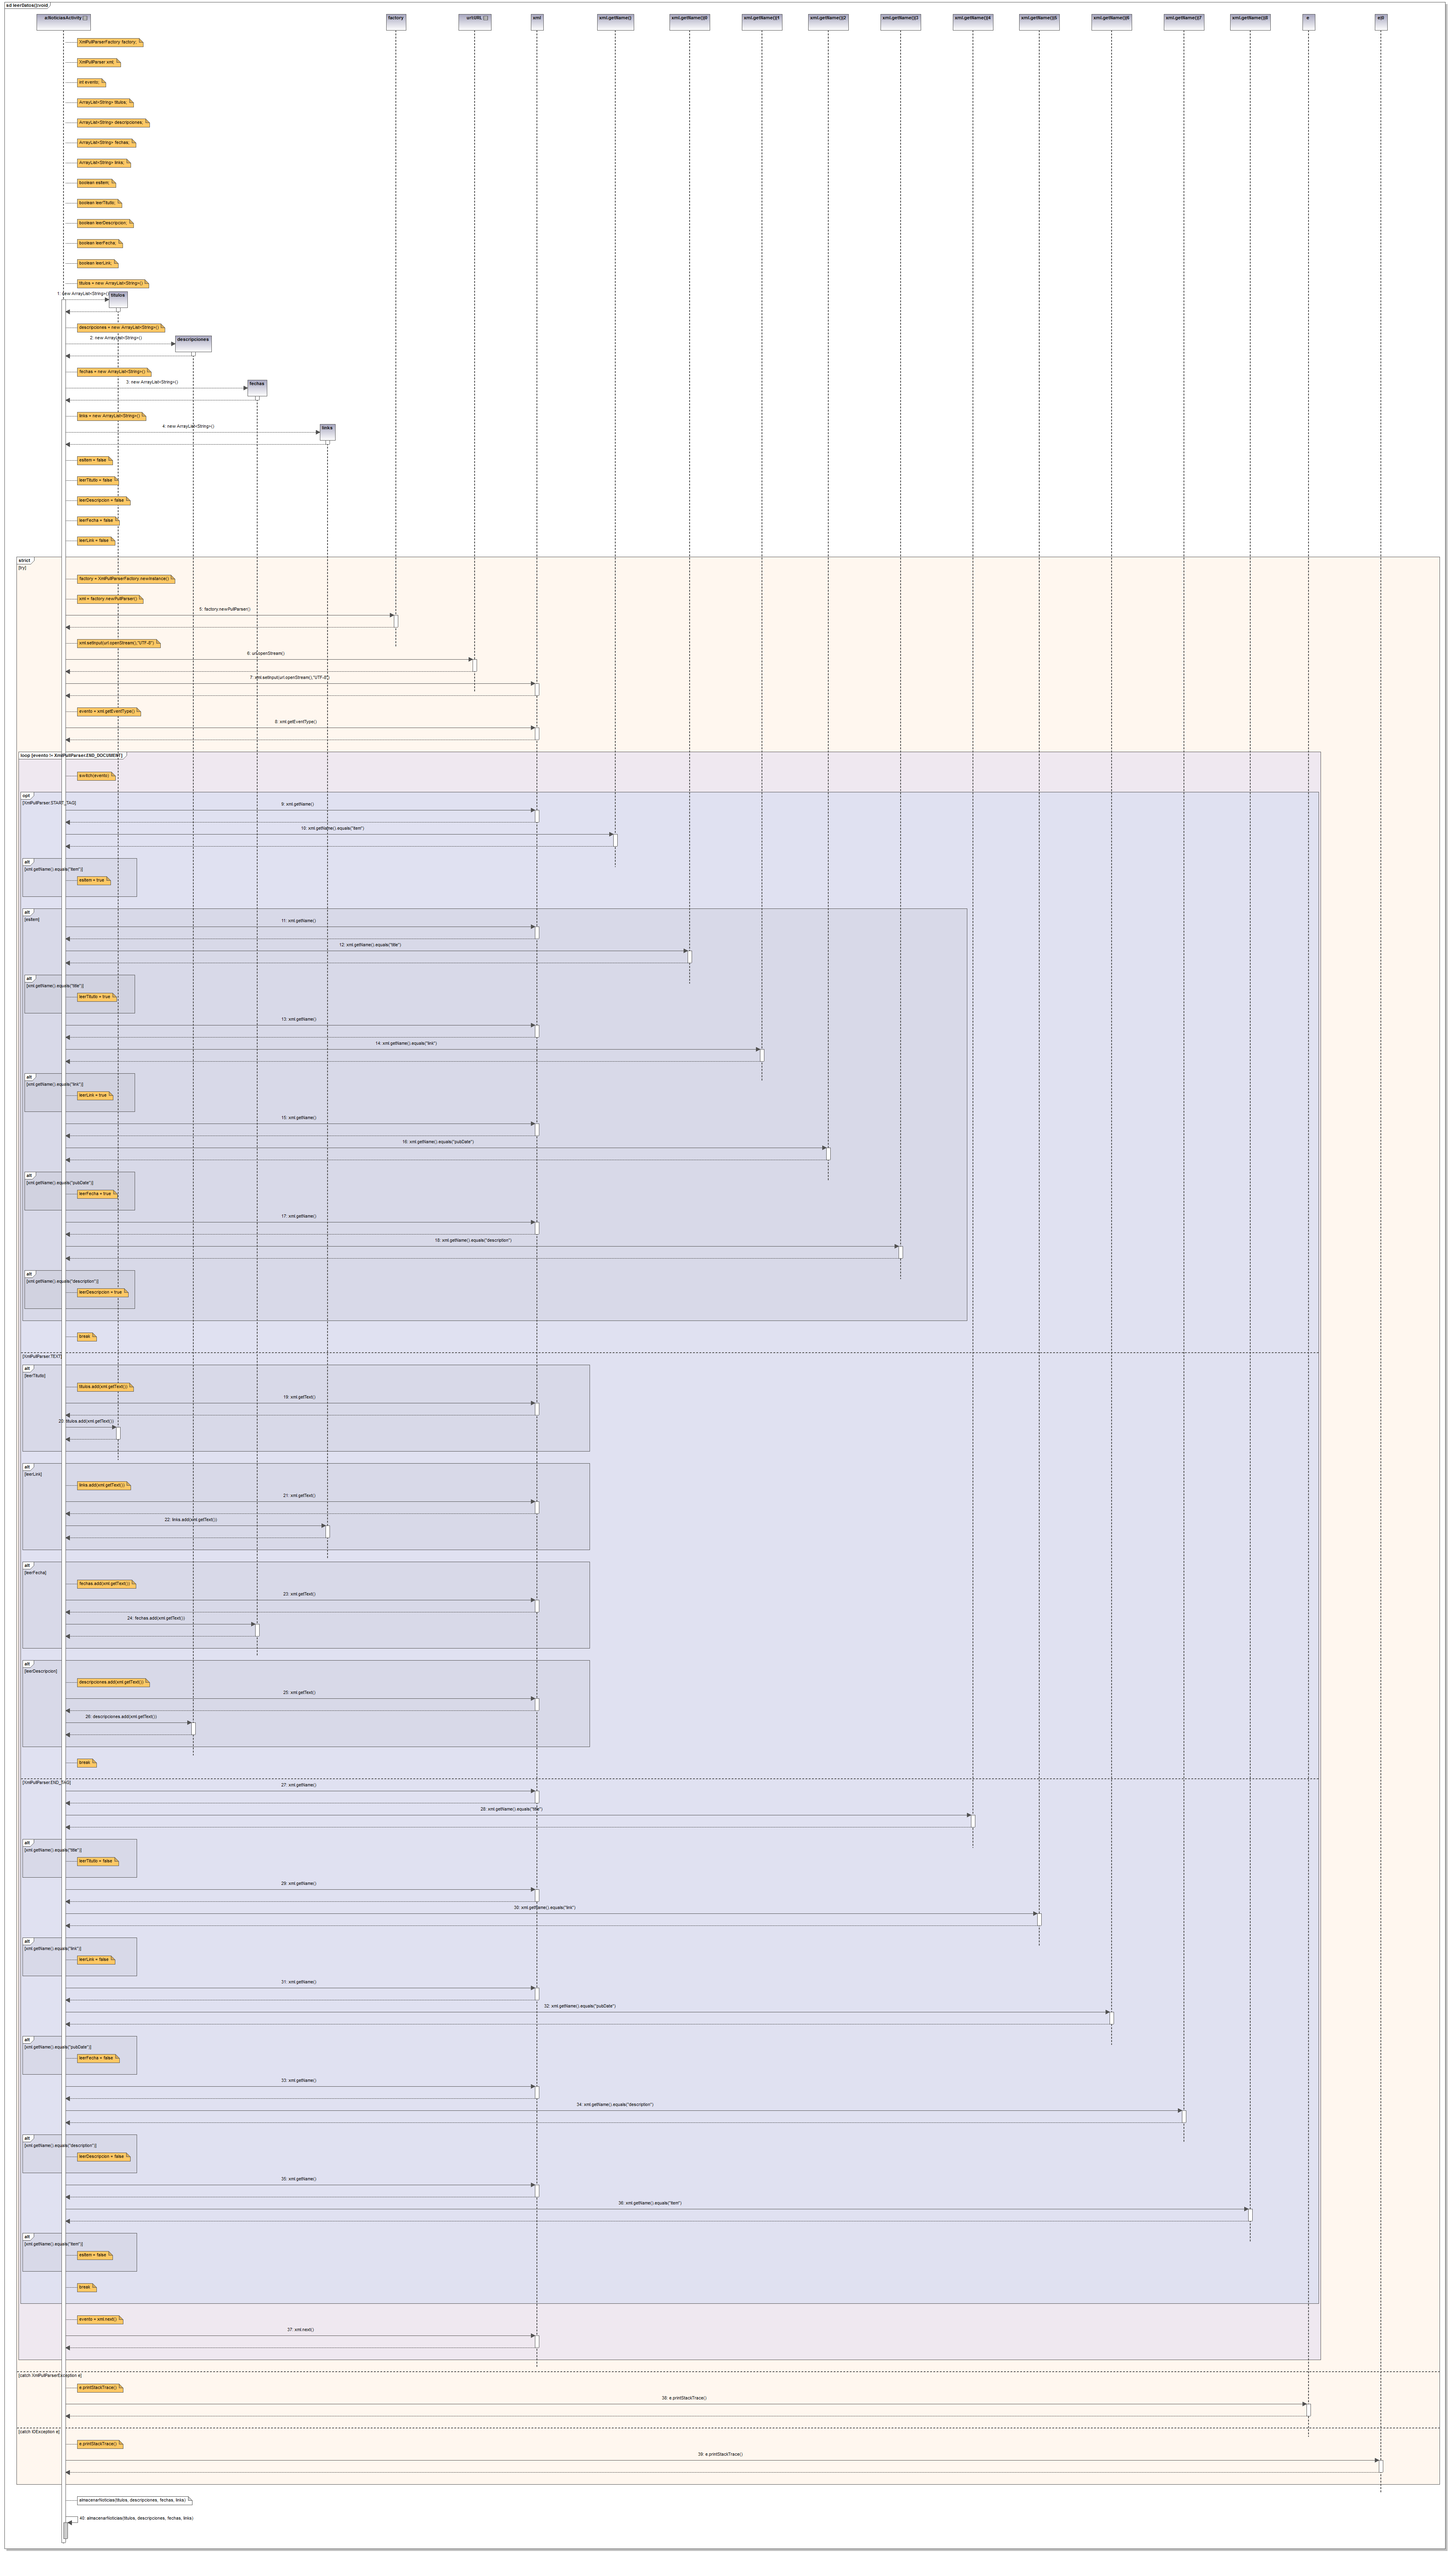 sd leerDatos():void
aNoticiasActivity
factory
url:URL
xml
xml.getName()
xml.getName()|0
xml.getName()|1
xml.getName()|2
xml.getName()|3
xml.getName()|4
xml.getName()|5
xml.getName()|6
xml.getName()|7
xml.getName()|8
e
e|0
XmlPullParserFactory factory;
XmlPullParser xml;
int evento;
ArrayList<String> titulos;
ArrayList<String> descripciones;
ArrayList<String> fechas;
ArrayList<String> links;
boolean esItem;
boolean leerTitulo;
boolean leerDescripcion;
boolean leerFecha;
boolean leerLink;
titulos = new ArrayList<String>()
1: new ArrayList<String>()
titulos
descripciones = new ArrayList<String>()
2: new ArrayList<String>()
descripciones
fechas = new ArrayList<String>()
3: new ArrayList<String>()
fechas
links = new ArrayList<String>()
4: new ArrayList<String>()
links
esItem = false
leerTitulo = false
leerDescripcion = false
leerFecha = false
leerLink = false
strict
[try]
factory = XmlPullParserFactory.newInstance()
xml = factory.newPullParser()
5: factory.newPullParser()
xml.setInput(url.openStream(),"UTF-8")
6: url.openStream()
7: xml.setInput(url.openStream(),"UTF-8")
evento = xml.getEventType()
8: xml.getEventType()
loop [evento != XmlPullParser.END_DOCUMENT]
switch(evento)
opt
[XmlPullParser.START_TAG]
9: xml.getName()
10: xml.getName().equals("item")
alt
[xml.getName().equals("item")]
esItem = true
alt
[esItem]
11: xml.getName()
12: xml.getName().equals("title")
alt
[xml.getName().equals("title")]
leerTitulo = true
13: xml.getName()
14: xml.getName().equals("link")
alt
[xml.getName().equals("link")]
leerLink = true
15: xml.getName()
16: xml.getName().equals("pubDate")
alt
[xml.getName().equals("pubDate")]
leerFecha = true
17: xml.getName()
18: xml.getName().equals("description")
alt
[xml.getName().equals("description")]
leerDescripcion = true
break
[XmlPullParser.TEXT]
alt
[leerTitulo]
titulos.add(xml.getText())
19: xml.getText()
20: titulos.add(xml.getText())
alt
[leerLink]
links.add(xml.getText())
21: xml.getText()
22: links.add(xml.getText())
alt
[leerFecha]
fechas.add(xml.getText())
23: xml.getText()
24: fechas.add(xml.getText())
alt
[leerDescripcion]
descripciones.add(xml.getText())
25: xml.getText()
26: descripciones.add(xml.getText())
break
[XmlPullParser.END_TAG]
27: xml.getName()
28: xml.getName().equals("title")
alt
[xml.getName().equals("title")]
leerTitulo = false
29: xml.getName()
30: xml.getName().equals("link")
alt
[xml.getName().equals("link")]
leerLink = false
31: xml.getName()
32: xml.getName().equals("pubDate")
alt
[xml.getName().equals("pubDate")]
leerFecha = false
33: xml.getName()
34: xml.getName().equals("description")
alt
[xml.getName().equals("description")]
leerDescripcion = false
35: xml.getName()
36: xml.getName().equals("item")
alt
[xml.getName().equals("item")]
esItem = false
break
evento = xml.next()
37: xml.next()
[catch XmlPullParserException e]
e.printStackTrace()
38: e.printStackTrace()
[catch IOException e]
e.printStackTrace()
39: e.printStackTrace()
almacenarNoticias(titulos, descripciones, fechas, links)
40: almacenarNoticias(titulos, descripciones, fechas, links)